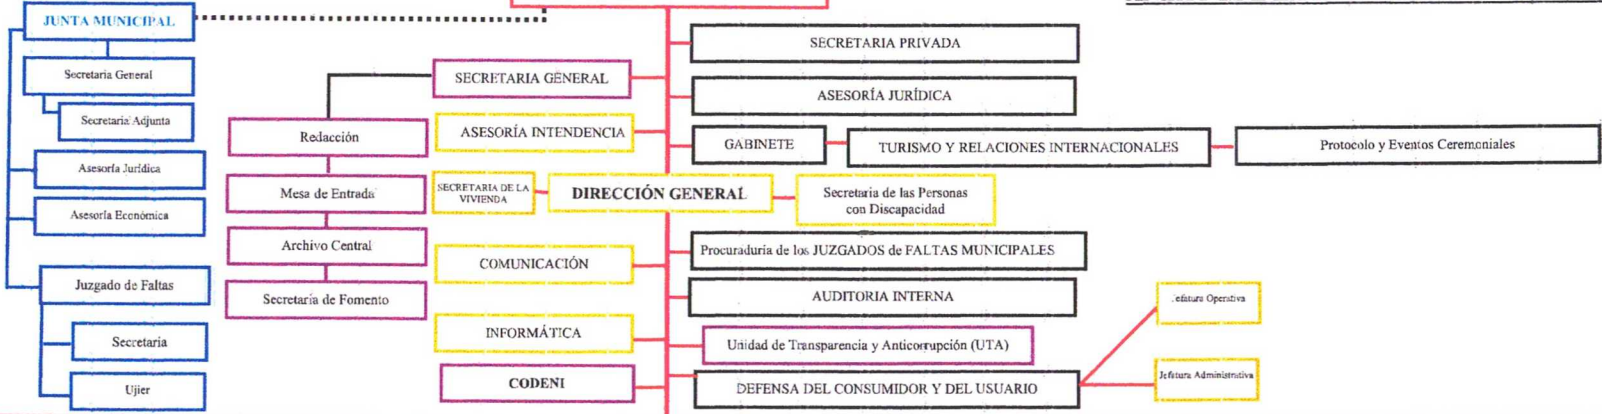 JUNTA MUNICIPAL
Secretaria General
Secretaria Adjunta
Asesoría Jurídica
Asesoría Económica
Juzgado de Faltas
Secretaria
Ujier
SECRETARIA GENERAL
Redacción
Mesa de Entrada
Archivo Central
Secretaria de Fomento
ASESORÍA INTENDENCIA
SECRETARIA DE LA
VIVIENDA
DIRECCIÓN GENERAL
Secretaria de las Personas
con Discapacidad
COMUNICACIÓN
INFORMÁTICA
CODENI
SECRETARIA PRIVADA
ASESORÍA JURÍDICA
GABINETE
TURISMO Y RELACIONES INTERNACIONALES
Protocolo y Eventos Ceremoniales
Procuraduria de los JUZGADOS de FALTAS MUNICIPALES
AUDITORIA INTERNA
Unidad de Transparencia y Anticorrupción (UTA)
DEFENSA DEL CONSUMIDOR Y DEL USUARIO
Jefatura Operativa
Jefatura Administrativa